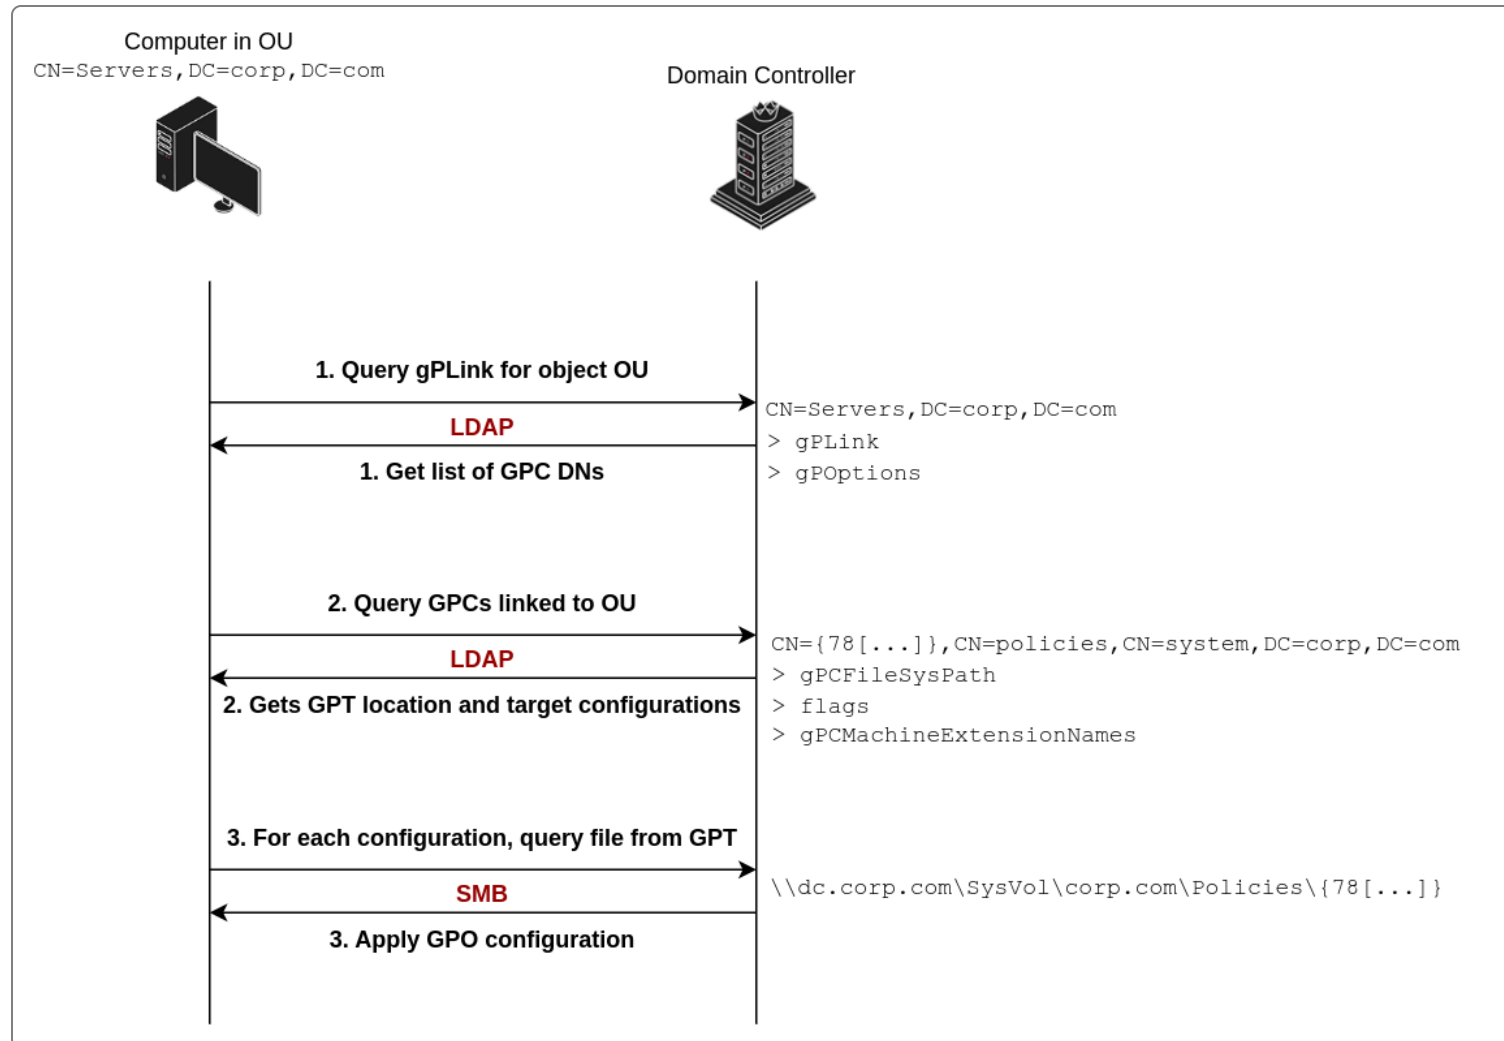 Computer in OU
CN=Servers,DC=corp,DC=com
Domain Controller
1. Query gPLink for object OU
LDAP
1. Get list of GPC DNs
CN=Servers,DC=corp,DC=com
> gPLink
> gPOptions
2. Query GPCs linked to OU
LDAP
2. Gets GPT location and target configurations
CN={78[...]},CN=policies,CN=system,DC=corp,DC=com
> gPCFileSysPath
> flags
> gPCMachineExtensionNames
3. For each configuration, query file from GPT
SMB
3. Apply GPO configuration
\\dc.corp.com\SysVol\corp.com\Policies\{78[...]}